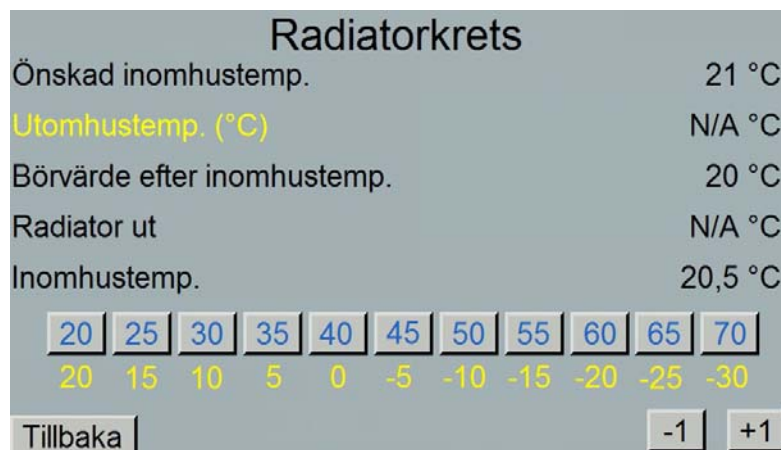 Radiatorkrets
Önskad inomhustemp. 21 °C
Utomhustemp. (°C) N/A °C
Börvärde efter inomhustemp. 20 °C
Radiator ut N/A °C
Inomhustemp. 20,5 °C
20 25 30 35 40 45 50 55 60 65 70
20 15 10 5 0 -5 -10 -15 -20 -25 -30
Tillbaka -1 +1